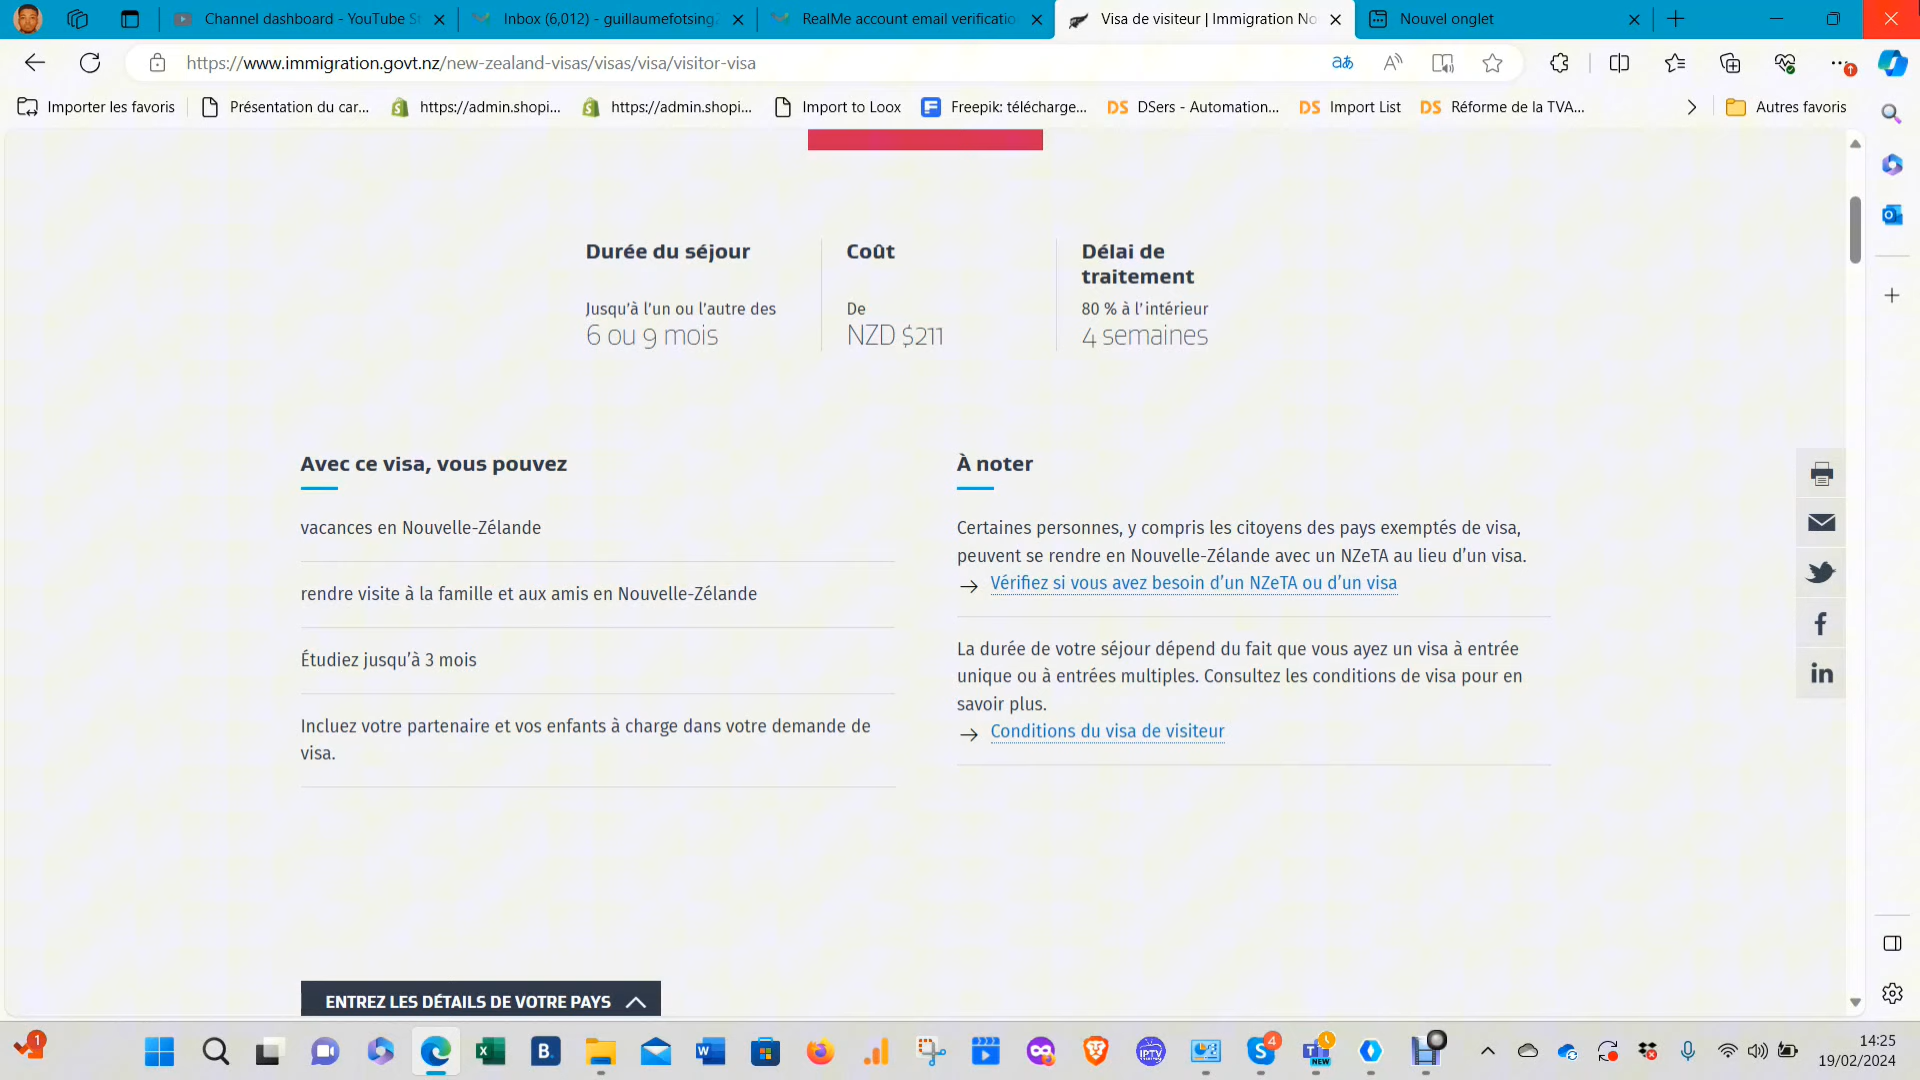 Channel dashboard - YouTube St
Inbox (6,012) - guillaumefotsing
RealMe account email verificatio
Visa de visiteur | Immigration No
Nouvel onglet
https://www.immigration.govt.nz/new-zealand-visas/visas/visa/visitor-visa
Importer les favoris
Présentation du car...
https://admin.shopi...
https://admin.shopi...
Import to Loox
Freepik: télécharge...
DS DSers - Automation...
DS Import List
DS Réforme de la TVA...
Autres favoris
Durée du séjour
Coût
Délai de
traitement
Jusqu'à l'un ou l'autre des
6 ou 9 mois
De
NZD $211
80 % à l'intérieur
4 semaines
Avec ce visa, vous pouvez
vacances en Nouvelle-Zélande
rendre visite à la famille et aux amis en Nouvelle-Zélande
Étudiez jusqu'à 3 mois
Incluez votre partenaire et vos enfants à charge dans votre demande de
visa.
À noter
Certaines personnes, y compris les citoyens des pays exemptés de visa,
peuvent se rendre en Nouvelle-Zélande avec un NZeTA au lieu d'un visa.
Vérifiez si vous avez besoin d'un NZeTA ou d'un visa
La durée de votre séjour dépend du fait que vous ayez un visa à entrée
unique ou à entrées multiples. Consultez les conditions de visa pour en
savoir plus.
Conditions du visa de visiteur
ENTREZ LES DÉTAILS DE VOTRE PAYS
1
B.
IPTV
4
NEW
14:25
19/02/2024